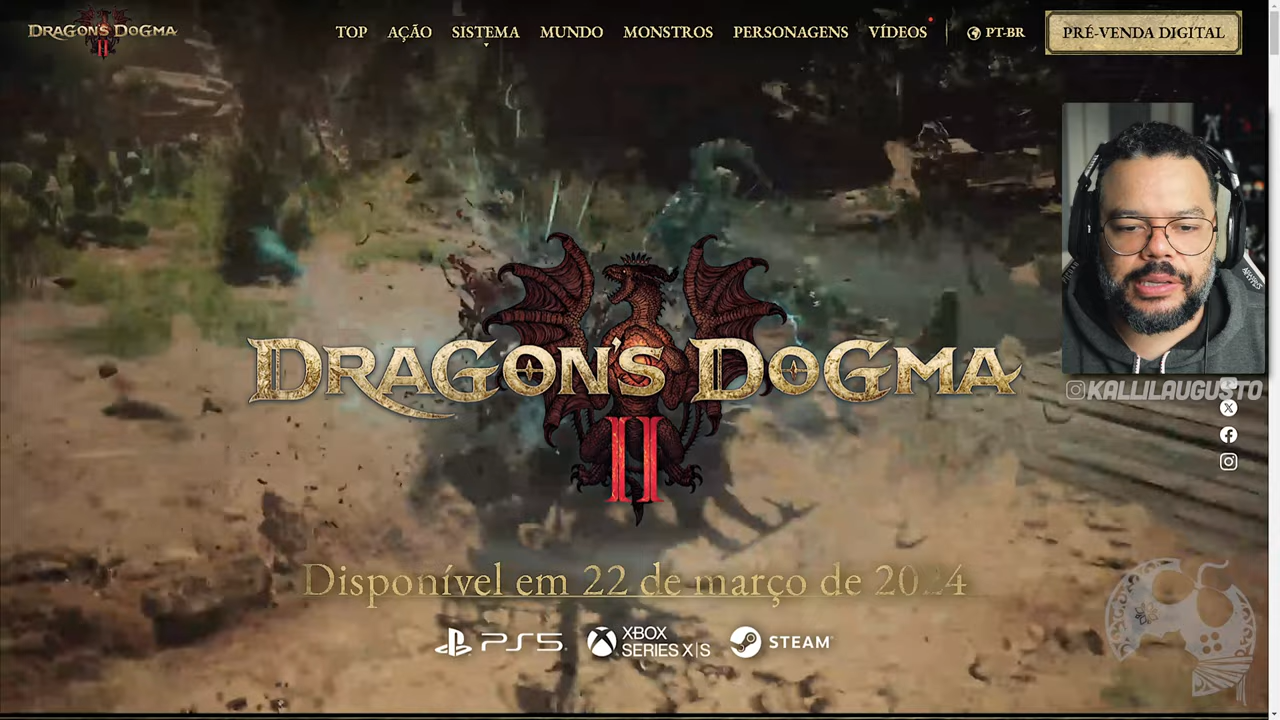 DRAGON'S DOGMA
II
TOP AÇÃO SISTEMA MUNDO MONSTROS PERSONAGENS VÍDEOS PT-BR PRÉ-VENDA DIGITAL
KALLILAUGUSTO
DRAGON'S DOGMA
II
Disponível em 22 de março de 2024
PS5 XBOX SERIES X|S STEAM